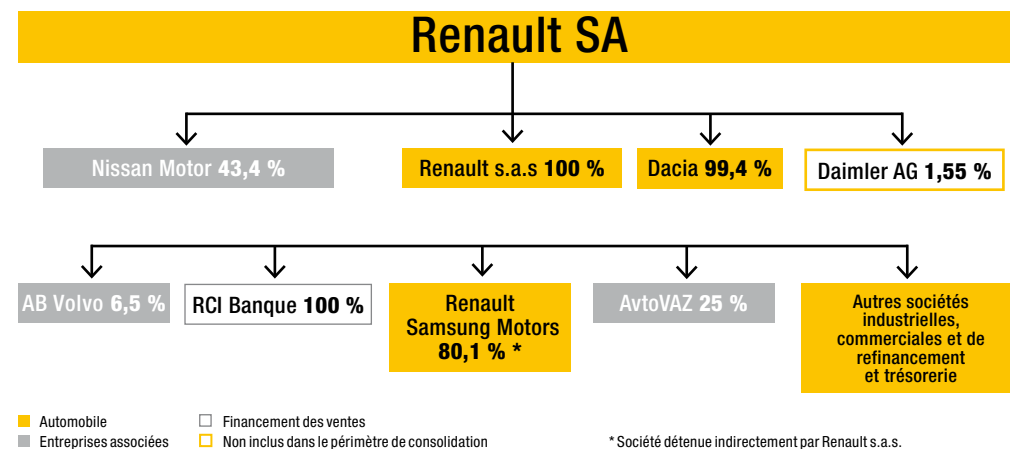 Renault SA
Nissan Motor 43,4 %
Renault s.a.s 100 %
Dacia 99,4 %
Daimler AG 1,55 %
AB Volvo 6,5 %
RCI Banque 100 %
Renault
Samsung Motors
80,1 % *
AvtoVAZ 25 %
Autres sociétés
industrielles,
commerciales et de
refinancement
et trésorerie
Automobile
Financement des ventes
Entreprises associées
Non inclus dans le périmètre de consolidation
* Société détenue indirectement par Renault s.a.s.